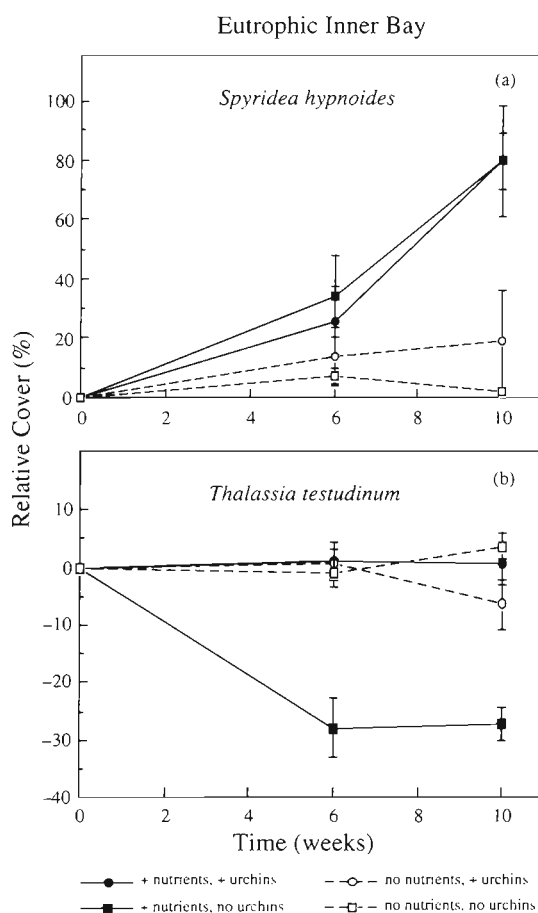 Eutrophic Inner Bay
(a)
Spyridea hypnoides
100
80
60
40
20
0
0 2 4 6 8 10
Relative Cover (%)
(b)
Thalassia testudinum
10
0
-10
-20
-30
-40
0 2 4 6 8 10
Time (weeks)
+ nutrients, + urchins
no nutrients, + urchins
+ nutrients, no urchins
no nutrients, no urchins